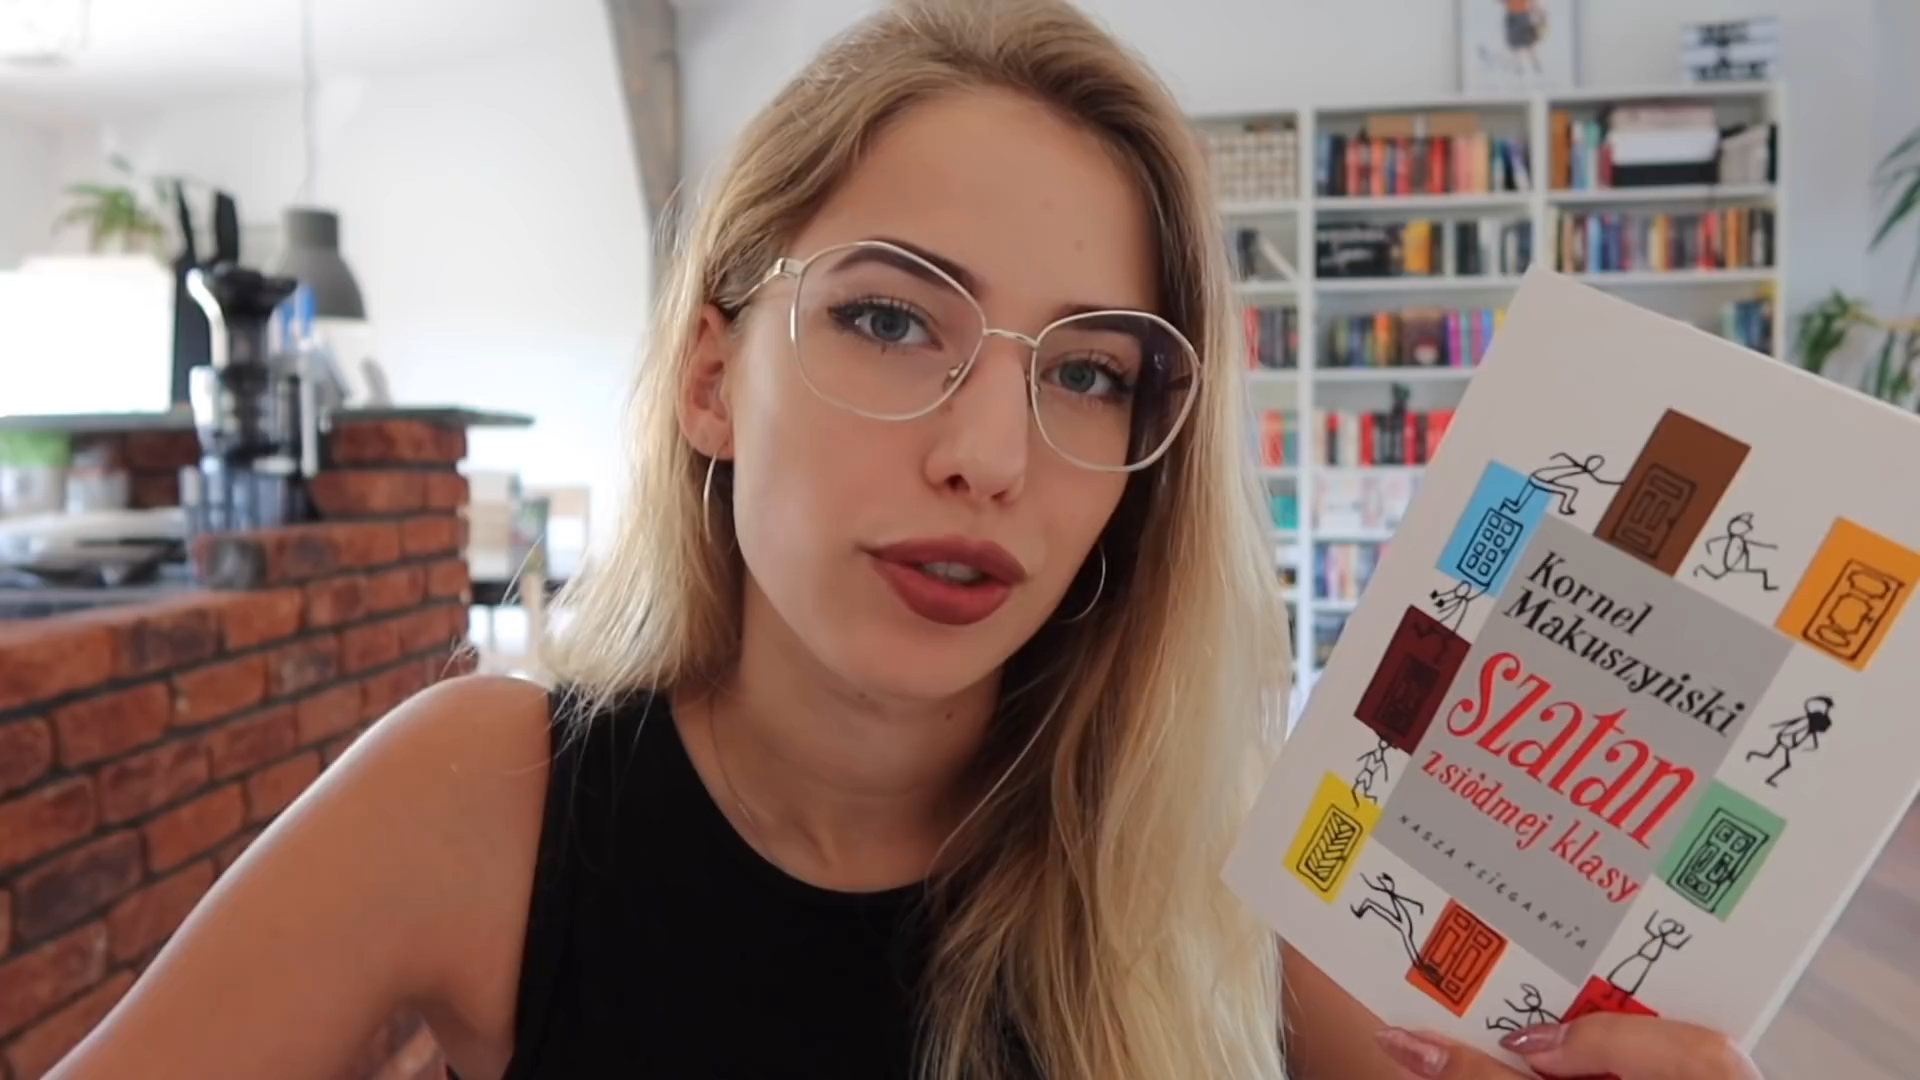 Kornel
Makuszyński
szatan
z siódmej klasy
NASZA KSIĘGARNIA